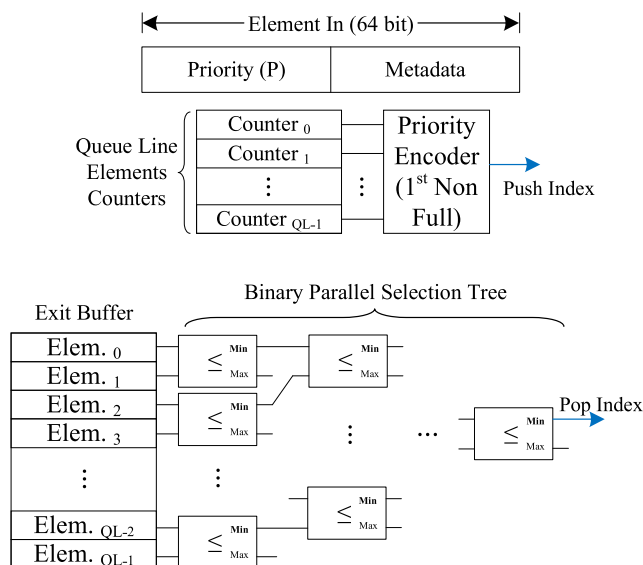 Element In (64 bit)
Priority (P)
Metadata
Queue Line
Elements
Counters
Counter 0
Counter 1
Counter QL-1
Priority
Encoder
(1st Non
Full)
Push Index
Binary Parallel Selection Tree
Exit Buffer
Elem. 0
Elem. 1
Elem. 2
Elem. 3
Elem. QL-2
Elem. QL-1
≤ Min Max
≤ Min Max
≤ Min Max
≤ Min Max
≤ Min Max
≤ Min Max
Pop Index